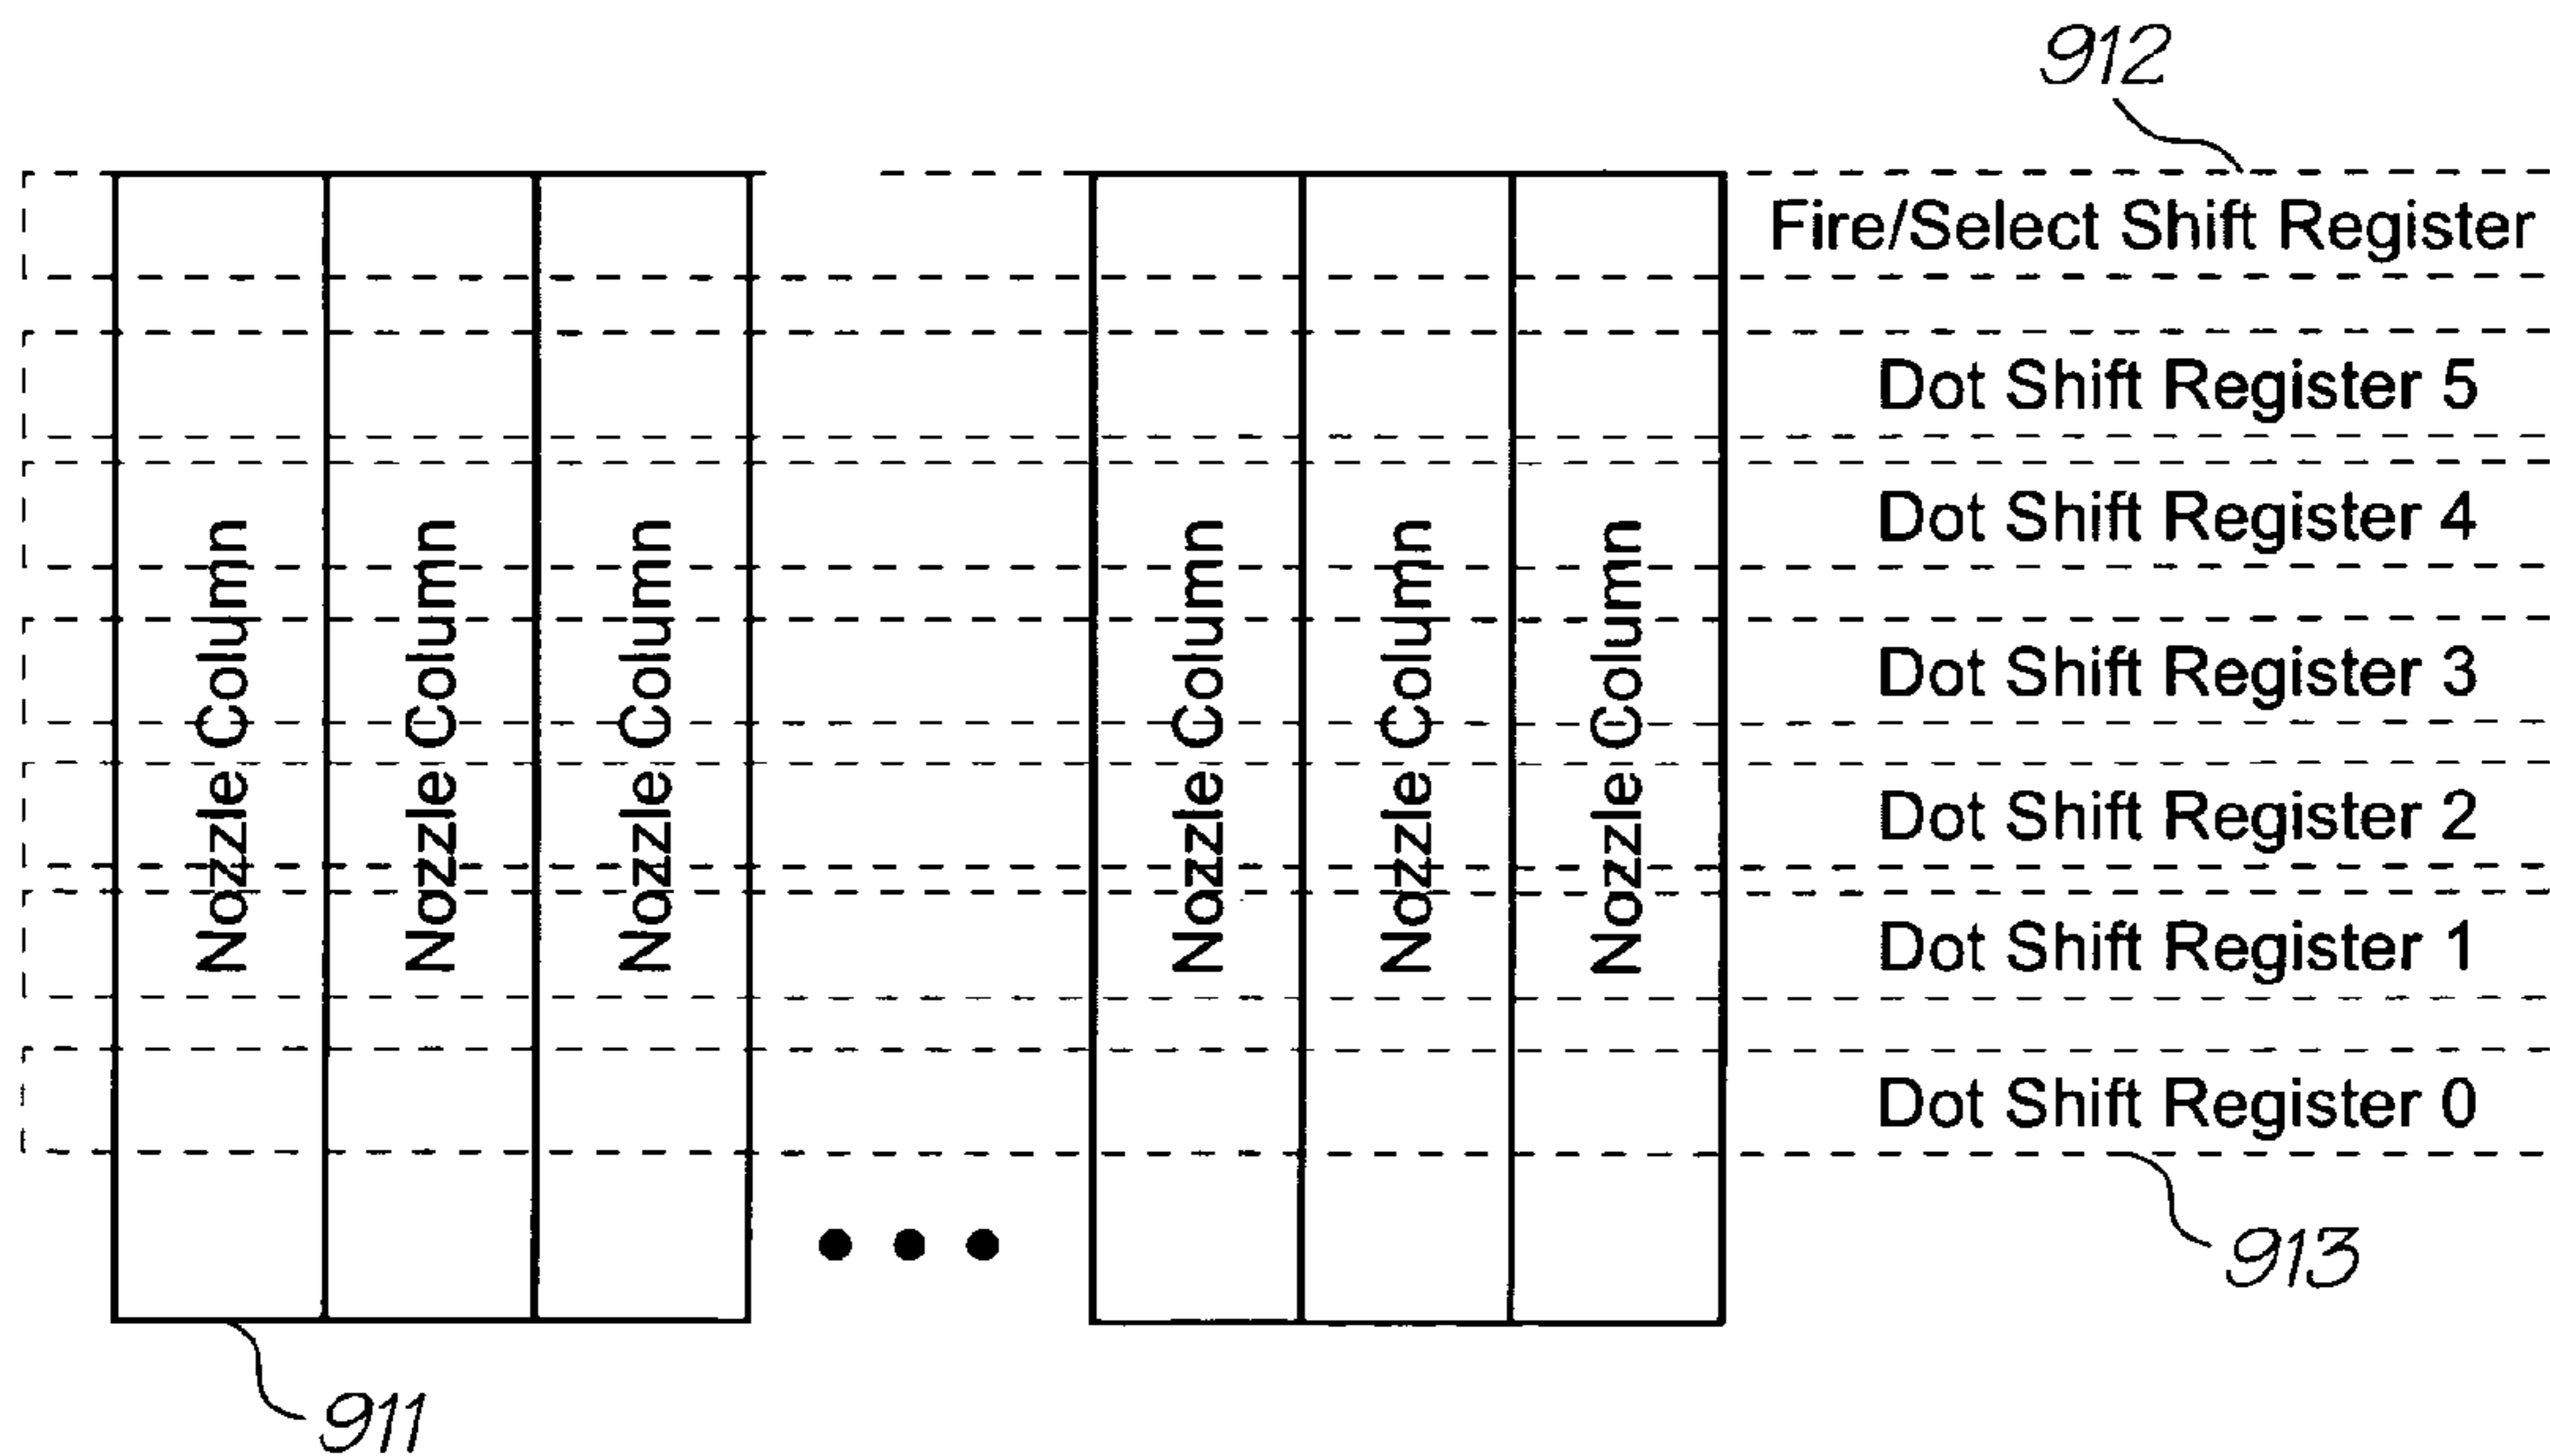 912
Fire/Select Shift Register
Dot Shift Register 5
Dot Shift Register 4
Dot Shift Register 3
Dot Shift Register 2
Dot Shift Register 1
Dot Shift Register 0
Nozzle Column
Nozzle Column
Nozzle Column
Nozzle Column
Nozzle Column
Nozzle Column
913
911